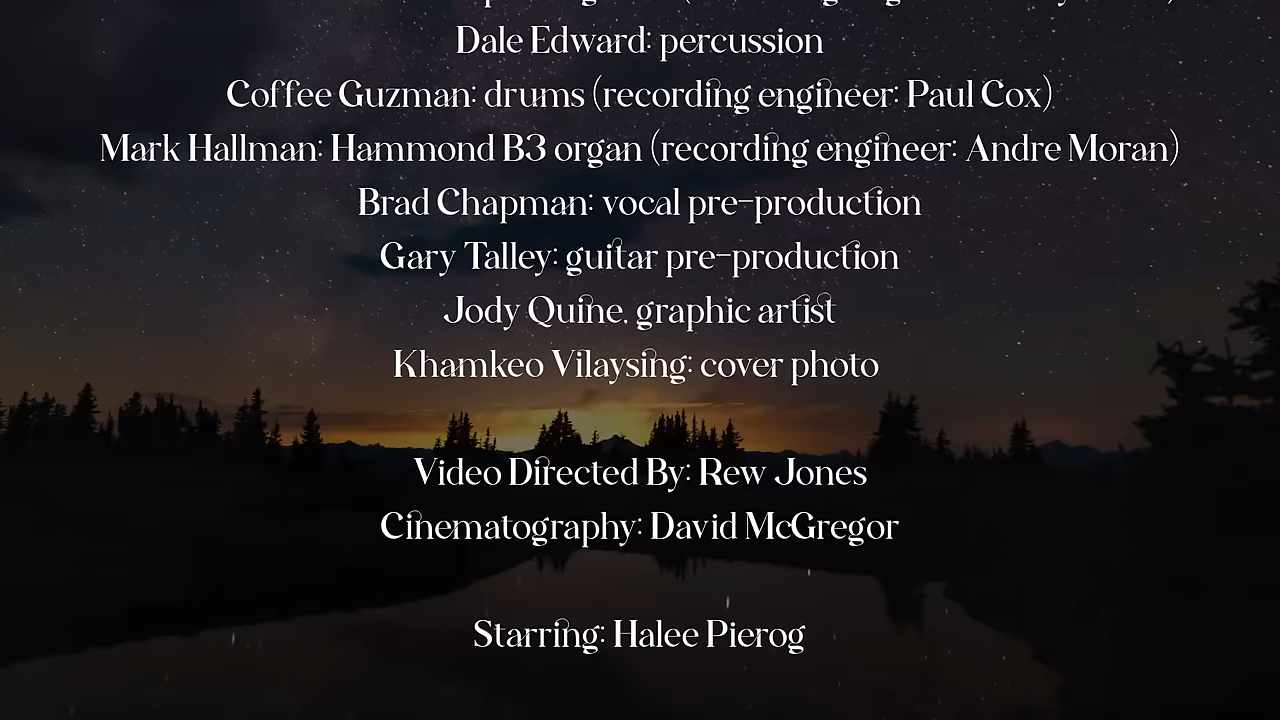 Dale Edward: percussion
Coffee Guzman: drums (recording engineer: Paul Cox)
Mark Hallman: Hammond B3 organ (recording engineer: Andre Moran)
Brad Chapman: vocal pre-production
Gary Talley: guitar pre-production
Jody Quine, graphic artist
Khamkeo Vilaysing: cover photo
Video Directed By: Rew Jones
Cinematography: David McGregor
Starring: Halee Pierog